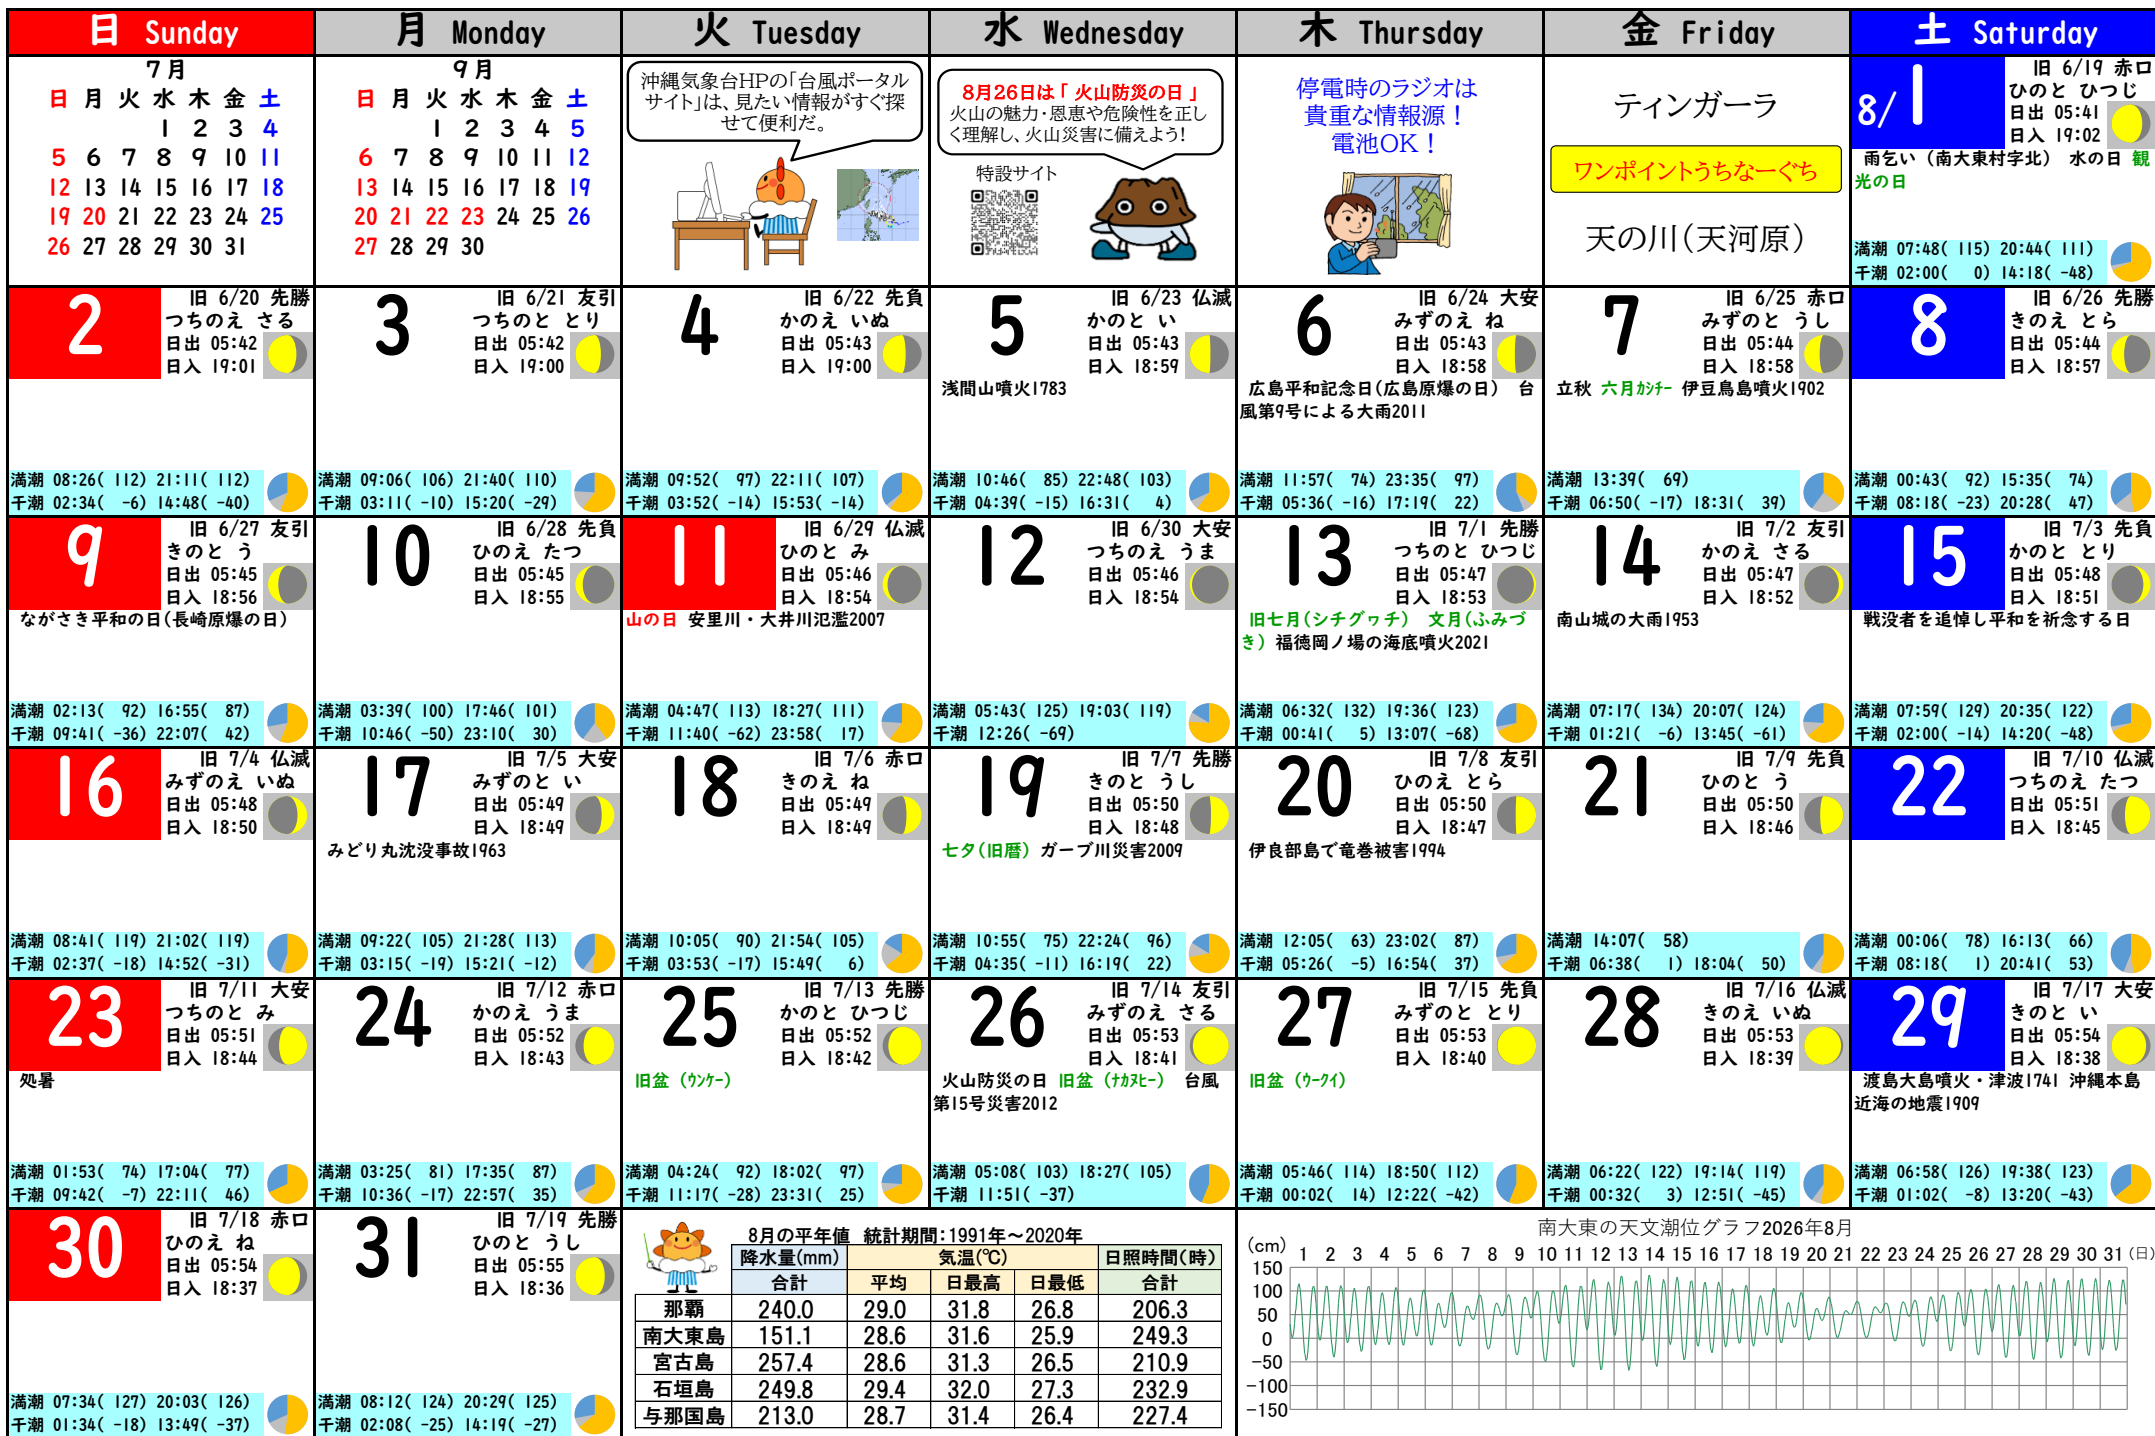 日 Sunday
月 Monday
火 Tuesday
水 Wednesday
木 Thursday
金 Friday
土 Saturday
7月
日 月 火 水 木 金 土
1 2 3 4
5 6 7 8 9 10 11
12 13 14 15 16 17 18
19 20 21 22 23 24 25
26 27 28 29 30 31
9月
日 月 火 水 木 金 土
1 2 3 4 5
6 7 8 9 10 11 12
13 14 15 16 17 18 19
20 21 22 23 24 25 26
27 28 29 30
沖縄気象台HPの「台風ポータル
サイト」は、見たい情報がすぐ探
せて便利だ。
8月26日は「 火山防災の日 」
火山の魅力・恩恵や危険性を正し
く理解し、火山災害に備えよう!
特設サイト
停電時のラジオは
貴重な情報源！
電池OK！
ティンガーラ
ワンポイントうちなーぐち
天の川（天河原）
8/1
旧 6/19 赤口
ひのと ひつじ
日出 05:41
日入 19:02
雨乞い（南大東村字北） 水の日 観
光の日
満潮 07:48( 115) 20:44( 111)
干潮 02:00( 0) 14:18( -48)
2
旧 6/20 先勝
つちのえ さる
日出 05:42
日入 19:01
満潮 08:26( 112) 21:11( 112)
干潮 02:34( -6) 14:48( -40)
3
旧 6/21 友引
つちのと とり
日出 05:42
日入 19:00
満潮 09:06( 106) 21:40( 110)
干潮 03:11( -10) 15:20( -29)
4
旧 6/22 先負
かのえ いぬ
日出 05:43
日入 19:00
満潮 09:52( 97) 22:11( 107)
干潮 03:52( -14) 15:53( -14)
5
旧 6/23 仏滅
かのと い
日出 05:43
日入 18:59
浅間山噴火1783
満潮 10:46( 85) 22:48( 103)
干潮 04:39( -15) 16:31( 4)
6
旧 6/24 大安
みずのえ ね
日出 05:43
日入 18:58
広島平和記念日(広島原爆の日) 台
風第9号による大雨2011
満潮 11:57( 74) 23:35( 97)
干潮 05:36( -16) 17:19( 22)
7
旧 6/25 赤口
みずのと うし
日出 05:44
日入 18:58
立秋 六月ｶｼﾁｰ 伊豆鳥島噴火1902
満潮 13:39( 69)
干潮 06:50( -17) 18:31( 39)
8
旧 6/26 先勝
きのえ とら
日出 05:44
日入 18:57
満潮 00:43( 92) 15:35( 74)
干潮 08:18( -23) 20:28( 47)
9
旧 6/27 友引
きのと う
日出 05:45
日入 18:56
ながさき平和の日(長崎原爆の日)
満潮 02:13( 92) 16:55( 87)
干潮 09:41( -36) 22:07( 42)
10
旧 6/28 先負
ひのえ たつ
日出 05:45
日入 18:55
満潮 03:39( 100) 17:46( 101)
干潮 10:46( -50) 23:10( 30)
11
旧 6/29 仏滅
ひのと み
日出 05:46
日入 18:54
山の日 安里川・大井川氾濫2007
満潮 04:47( 113) 18:27( 111)
干潮 11:40( -62) 23:58( 17)
12
旧 6/30 大安
つちのえ うま
日出 05:46
日入 18:54
満潮 05:43( 125) 19:03( 119)
干潮 12:26( -69)
13
旧 7/1 先勝
つちのと ひつじ
日出 05:47
日入 18:53
旧七月(シチグヮチ) 文月(ふみづ
き) 福徳岡ノ場の海底噴火2021
満潮 06:32( 132) 19:36( 123)
干潮 00:41( 5) 13:07( -68)
14
旧 7/2 友引
かのえ さる
日出 05:47
日入 18:52
南山城の大雨1953
満潮 07:17( 134) 20:07( 124)
干潮 01:21( -6) 13:45( -61)
15
旧 7/3 先負
かのと とり
日出 05:48
日入 18:51
戦没者を追悼し平和を祈念する日
満潮 07:59( 129) 20:35( 122)
干潮 02:00( -14) 14:20( -48)
16
旧 7/4 仏滅
みずのえ いぬ
日出 05:48
日入 18:50
満潮 08:41( 119) 21:02( 119)
干潮 02:37( -18) 14:52( -31)
17
旧 7/5 大安
みずのと い
日出 05:49
日入 18:49
みどり丸沈没事故1963
満潮 09:22( 105) 21:28( 113)
干潮 03:15( -19) 15:21( -12)
18
旧 7/6 赤口
きのえ ね
日出 05:49
日入 18:49
満潮 10:05( 90) 21:54( 105)
干潮 03:53( -17) 15:49( 6)
19
旧 7/7 先勝
きのと うし
日出 05:50
日入 18:48
七夕(旧暦) ガーブ川災害2009
満潮 10:55( 75) 22:24( 96)
干潮 04:35( -11) 16:19( 22)
20
旧 7/8 友引
ひのえ とら
日出 05:50
日入 18:47
伊良部島で竜巻被害1994
満潮 12:05( 63) 23:02( 87)
干潮 05:26( -5) 16:54( 37)
21
旧 7/9 先負
ひのと う
日出 05:50
日入 18:46
満潮 14:07( 58)
干潮 06:38( 1) 18:04( 50)
22
旧 7/10 仏滅
つちのえ たつ
日出 05:51
日入 18:45
満潮 00:06( 78) 16:13( 66)
干潮 08:18( 1) 20:41( 53)
23
旧 7/11 大安
つちのと み
日出 05:51
日入 18:44
処暑
満潮 01:53( 74) 17:04( 77)
干潮 09:42( -7) 22:11( 46)
24
旧 7/12 赤口
かのえ うま
日出 05:52
日入 18:43
満潮 03:25( 81) 17:35( 87)
干潮 10:36( -17) 22:57( 35)
25
旧 7/13 先勝
かのと ひつじ
日出 05:52
日入 18:42
旧盆（ｳﾝｹｰ）
満潮 04:24( 92) 18:02( 97)
干潮 11:17( -28) 23:31( 25)
26
旧 7/14 友引
みずのえ さる
日出 05:53
日入 18:41
火山防災の日 旧盆（ﾅｶﾇﾋｰ） 台風
第15号災害2012
満潮 05:08( 103) 18:27( 105)
干潮 11:51( -37)
27
旧 7/15 先負
みずのと とり
日出 05:53
日入 18:40
旧盆（ｳｰｸｲ）
満潮 05:46( 114) 18:50( 112)
干潮 00:02( 14) 12:22( -42)
28
旧 7/16 仏滅
きのえ いぬ
日出 05:53
日入 18:39
満潮 06:22( 122) 19:14( 119)
干潮 00:32( 3) 12:51( -45)
29
旧 7/17 大安
きのと い
日出 05:54
日入 18:38
渡島大島噴火・津波1741 沖縄本島
近海の地震1909
満潮 06:58( 126) 19:38( 123)
干潮 01:02( -8) 13:20( -43)
30
旧 7/18 赤口
ひのえ ね
日出 05:54
日入 18:37
満潮 07:34( 127) 20:03( 126)
干潮 01:34( -18) 13:49( -37)
31
旧 7/19 先勝
ひのと うし
日出 05:55
日入 18:36
満潮 08:12( 124) 20:29( 125)
干潮 02:08( -25) 14:19( -27)
8月の平年値 統計期間：1991年～2020年
降水量(mm) 気温(℃) 日照時間(時)
合計 平均 日最高 日最低 合計
那覇 240.0 29.0 31.8 26.8 206.3
南大東島 151.1 28.6 31.6 25.9 249.3
宮古島 257.4 28.6 31.3 26.5 210.9
石垣島 249.8 29.4 32.0 27.3 232.9
与那国島 213.0 28.7 31.4 26.4 227.4
南大東の天文潮位グラフ2026年8月
(cm) 1 2 3 4 5 6 7 8 9 10 11 12 13 14 15 16 17 18 19 20 21 22 23 24 25 26 27 28 29 30 31 (日)
150
100
50
0
-50
-100
-150